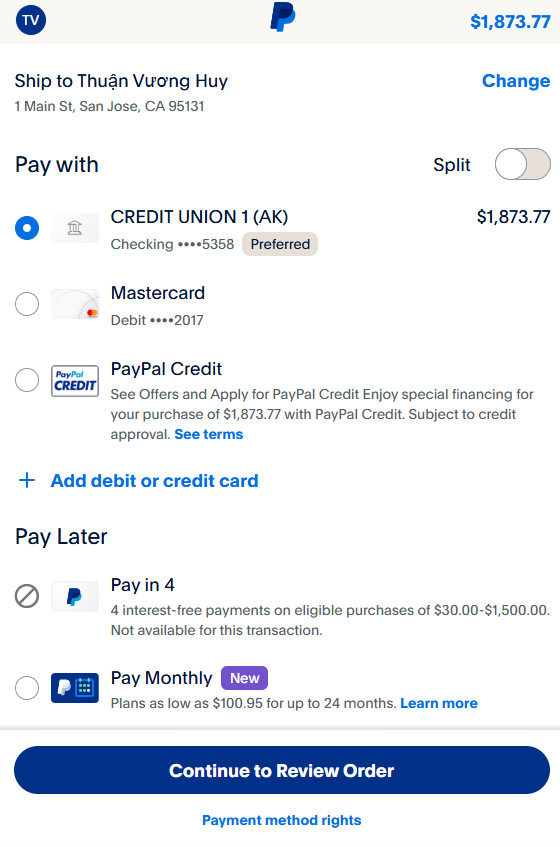 TV
$1,873.77
Ship to Thuận Vương Huy
Change
1 Main St, San Jose, CA 95131
Pay with
Split
CREDIT UNION 1 (AK)
$1,873.77
Checking ••••5358 Preferred
Mastercard
Debit ••••2017
PayPal CREDIT
PayPal Credit
See Offers and Apply for PayPal Credit Enjoy special financing for
your purchase of $1,873.77 with PayPal Credit. Subject to credit
approval. See terms
+ Add debit or credit card
Pay Later
Pay in 4
4 interest-free payments on eligible purchases of $30.00-$1,500.00.
Not available for this transaction.
Pay Monthly New
Plans as low as $100.95 for up to 24 months. Learn more
Continue to Review Order
Payment method rights